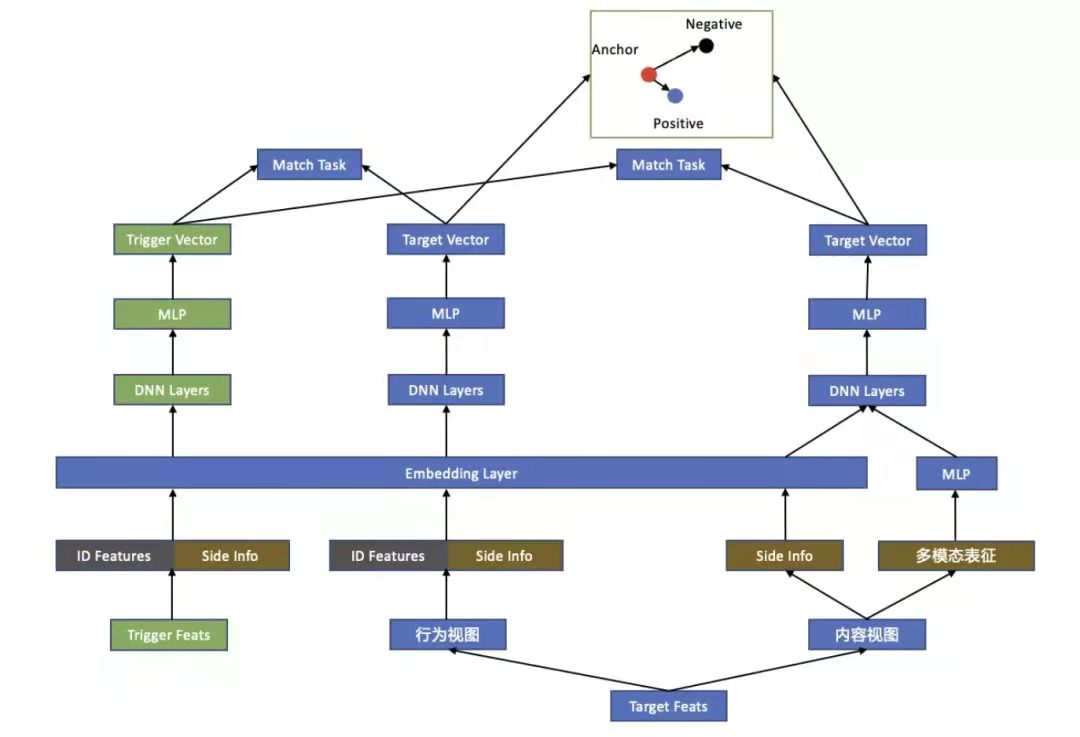 Negative
Anchor
Positive
Match Task
Match Task
Trigger Vector
Target Vector
Target Vector
MLP
MLP
MLP
DNN Layers
DNN Layers
DNN Layers
Embedding Layer
MLP
ID Features
Side Info
ID Features
Side Info
Side Info
多模态表征
Trigger Feats
行为视图
内容视图
Target Feats